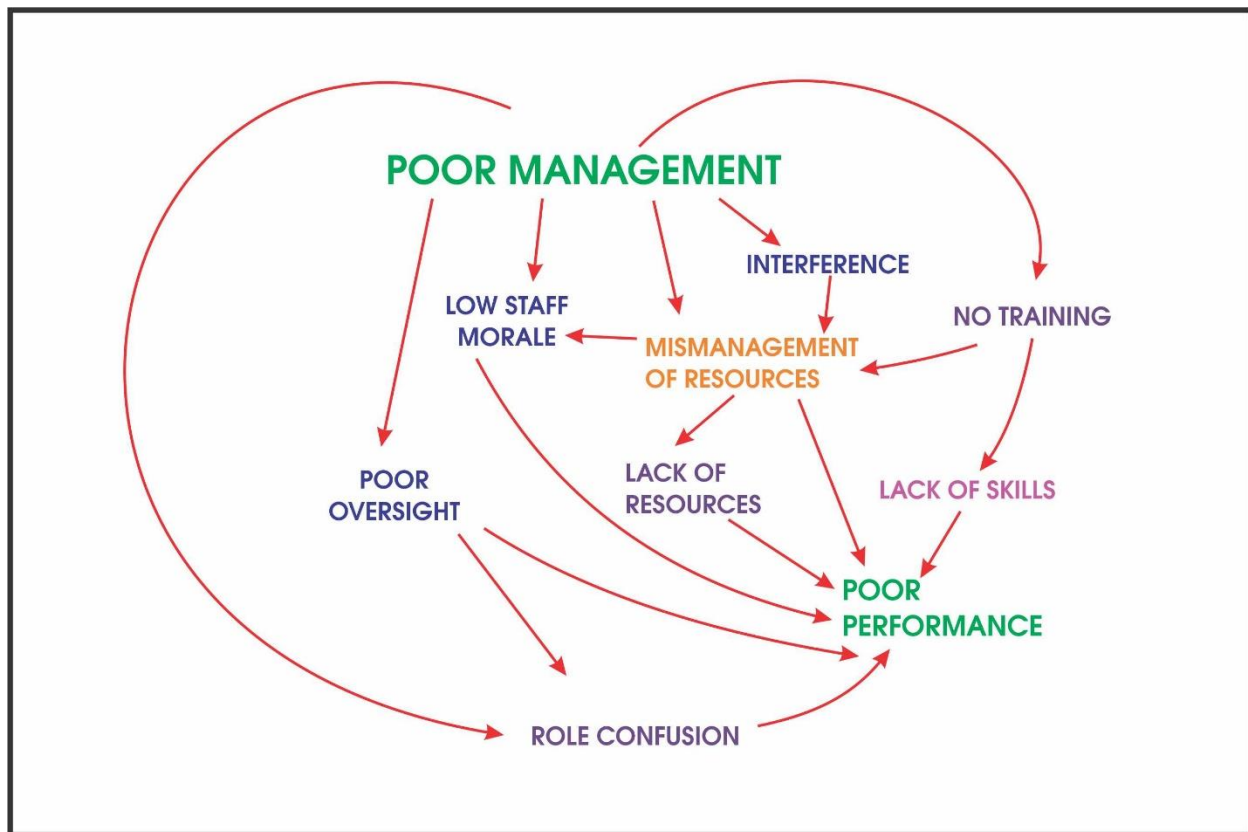 POOR MANAGEMENT
INTERFERENCE
LOW STAFF
MORALE
NO TRAINING
MISMANAGEMENT
OF RESOURCES
POOR
OVERSIGHT
LACK OF
RESOURCES
LACK OF SKILLS
POOR
PERFORMANCE
ROLE CONFUSION